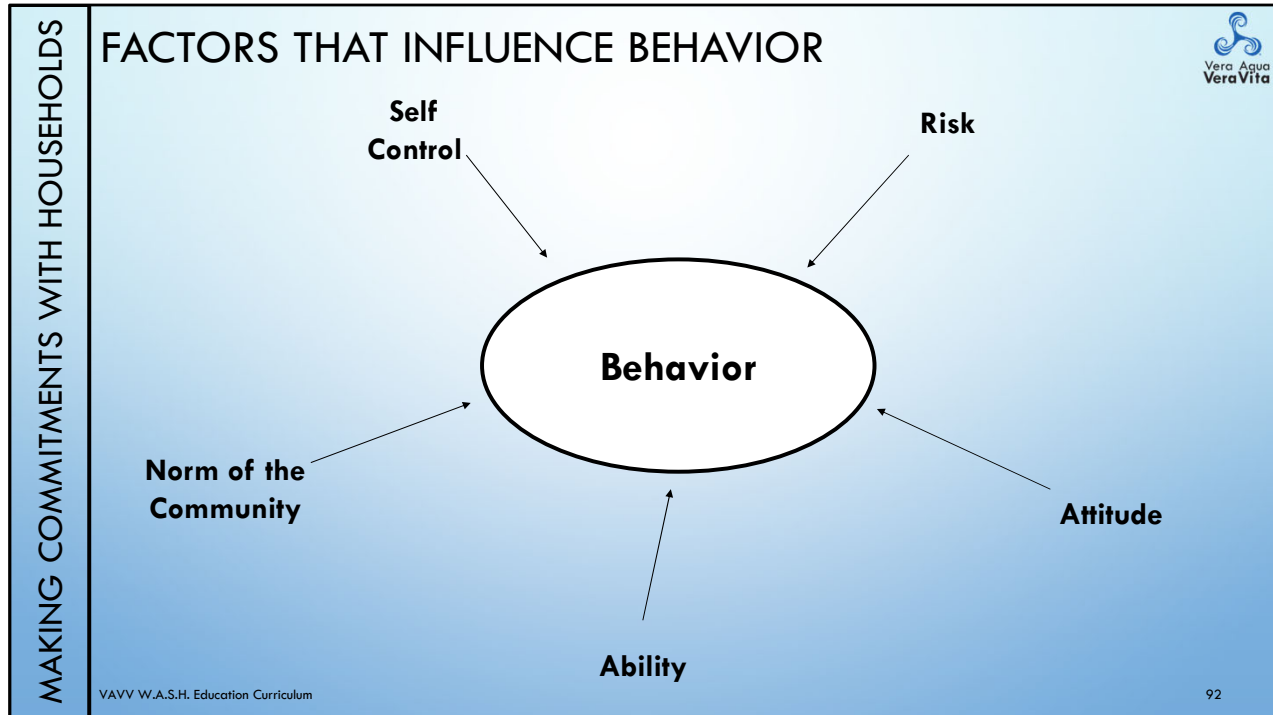 MAKING COMMITMENTS WITH HOUSEHOLDS
FACTORS THAT INFLUENCE BEHAVIOR
Vera Aqua
VeraVita
Self
Control
Risk
Behavior
Norm of the
Community
Attitude
Ability
VAVV W.A.S.H. Education Curriculum
92